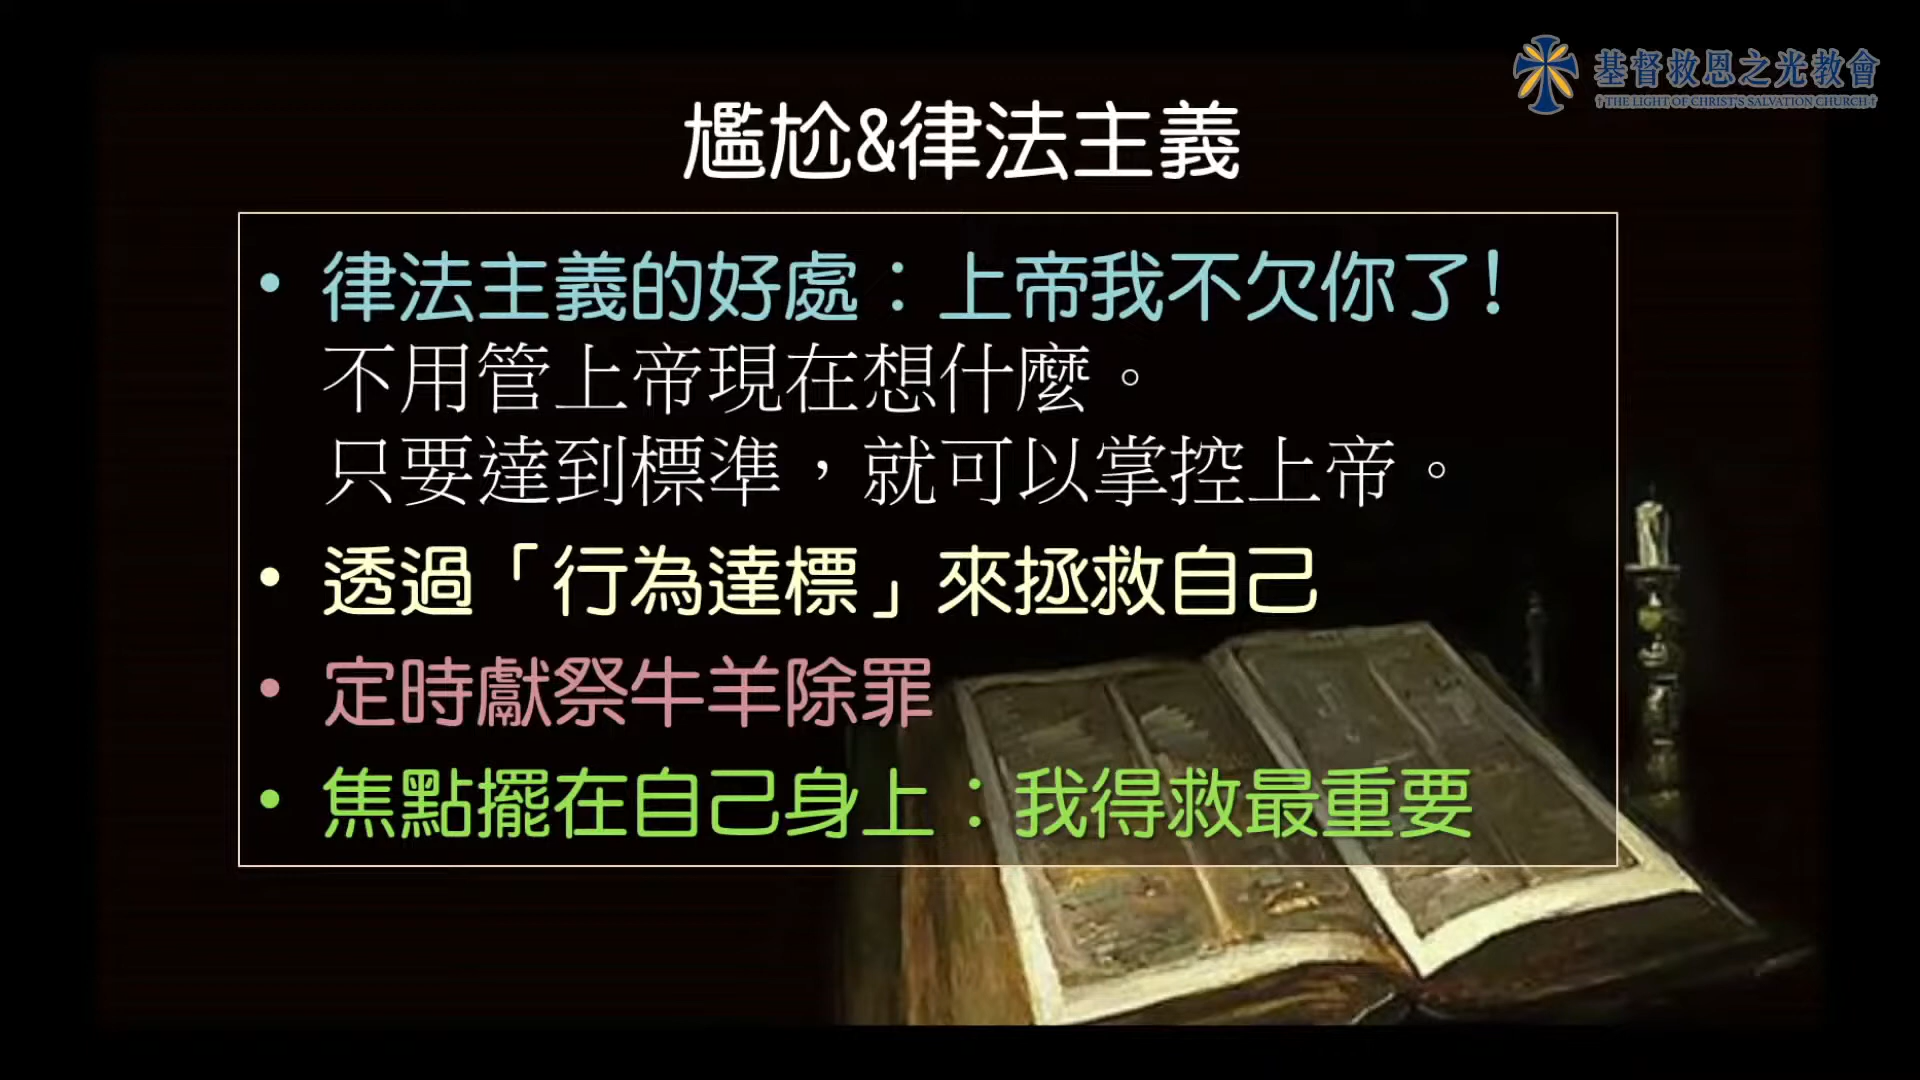 基督救恩之光教會
†THE LIGHT OF CHRIST'S SALVATION CHURCH†
尷尬&律法主義
• 律法主義的好處：上帝我不欠你了!
不用管上帝現在想什麼。
只要達到標準，就可以掌控上帝。
• 透過「行為達標」來拯救自己
• 定時獻祭牛羊除罪
• 焦點擺在自己身上：我得救最重要